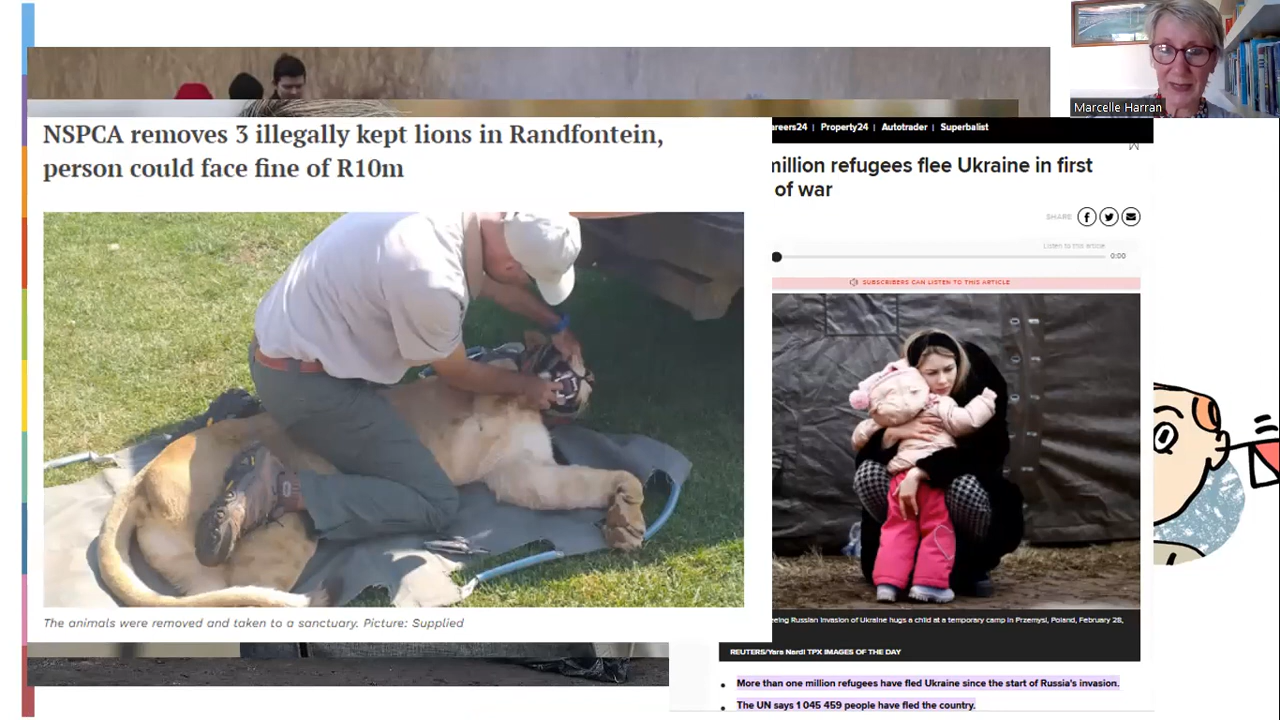 Marcelle Harran
NSPCA removes 3 illegally kept lions in Randfontein,
person could face fine of R10m
The animals were removed and taken to a sanctuary. Picture: Supplied
areers24 | Property24 | Autotrader | Superbalist
million refugees flee Ukraine in first
of war
SHARE
Listen to this article
0:00
SUBSCRIBERS CAN LISTEN TO THIS ARTICLE
eeing Russian invasion of Ukraine hugs a child at a temporary camp in Przemysl, Poland, February 28,
REUTERS/Yara Nardi TPX IMAGES OF THE DAY
• More than one million refugees have fled Ukraine since the start of Russia's invasion.
• The UN says 1 045 459 people have fled the country.